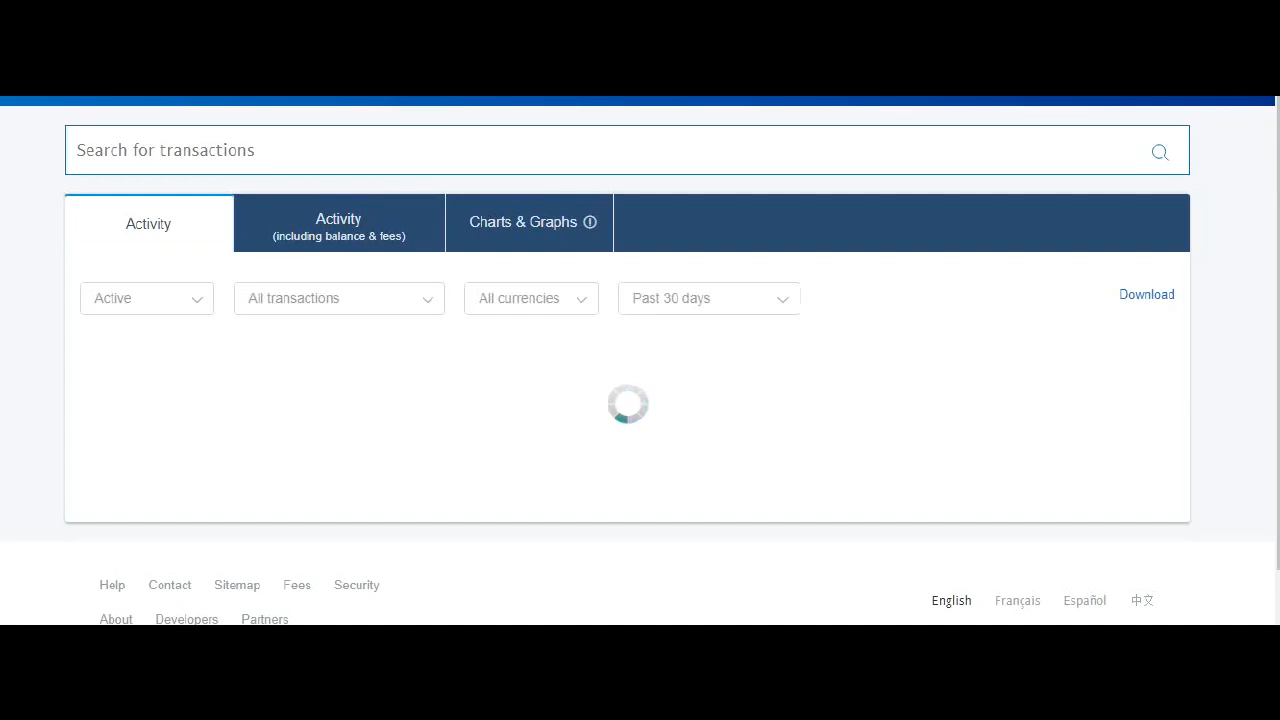 Search for transactions
Activity
Activity
(including balance & fees)
Charts & Graphs
Active
All transactions
All currencies
Past 30 days
Download
Help Contact Sitemap Fees Security
English Français Español 中文
About Developers Partners